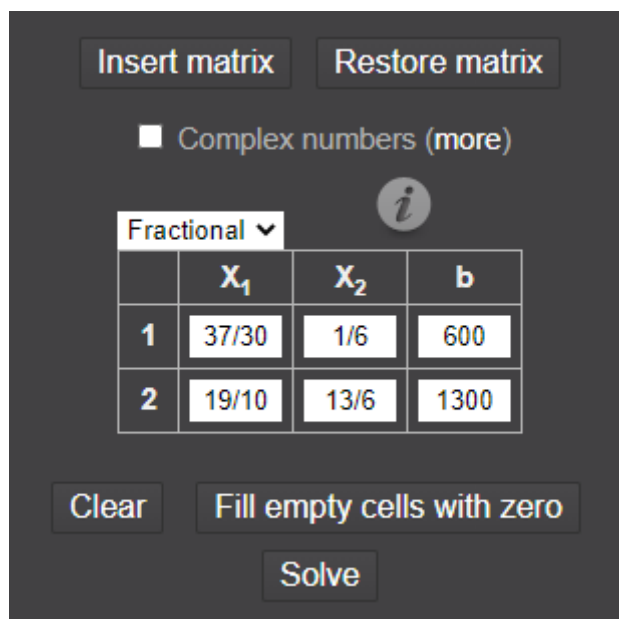 Insert matrix Restore matrix
Complex numbers (more)
i
Fractional
X₁ X₂ b
1 37/30 1/6 600
2 19/10 13/6 1300
Clear Fill empty cells with zero
Solve